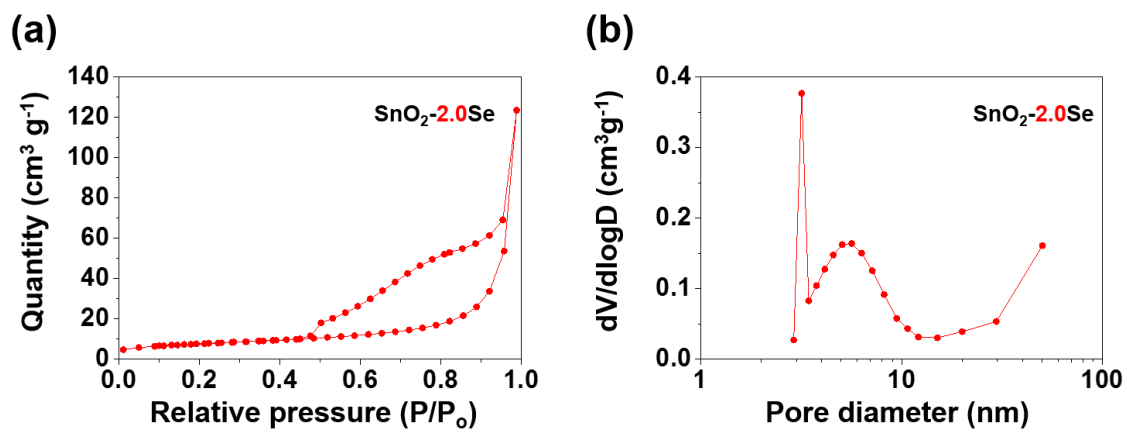 (a)
140
120
100
80
60
40
20
0
0.0 0.2 0.4 0.6 0.8 1.0
Quantity (cm³ g⁻¹)
Relative pressure (P/Pₒ)
SnO₂-2.0Se
(b)
0.4
0.3
0.2
0.1
0.0
1 10 100
dV/dlogD (cm³g⁻¹)
Pore diameter (nm)
SnO₂-2.0Se